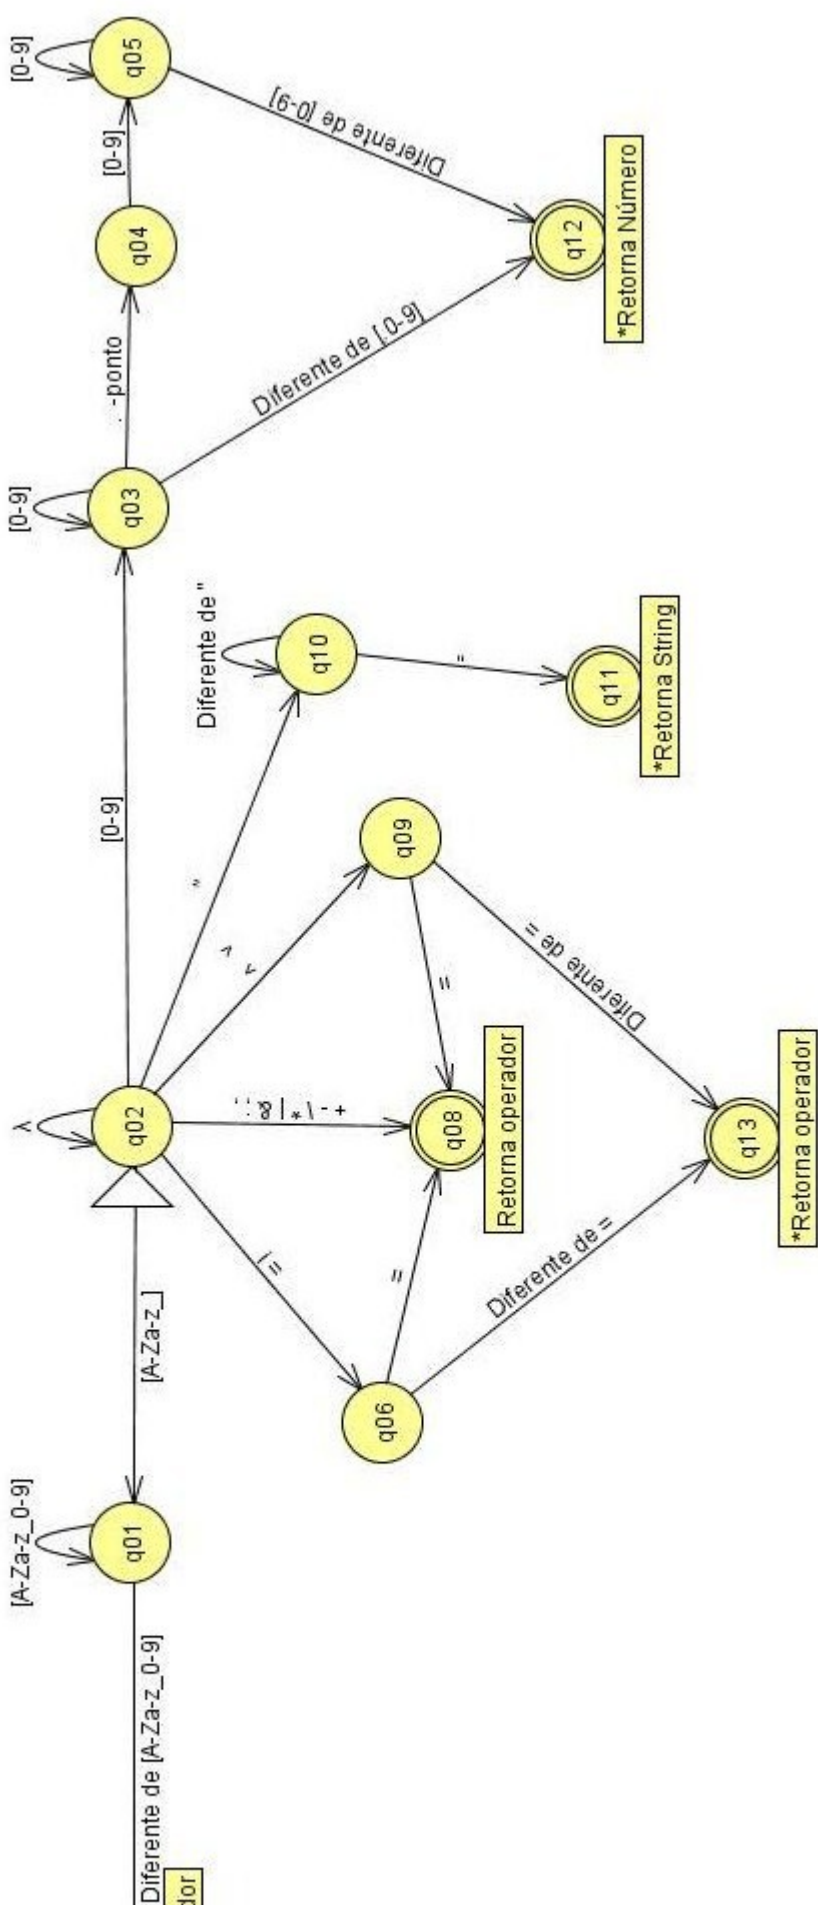 [A-Za-z_0-9]
λ
[0-9]
[0-9]
Diferente de [A-Za-z_0-9]
q01
[A-Za-z_]
q02
[0-9]
q03
. -ponto
q04
[0-9]
q05
dor
"
Diferente de "
! =
< >
Diferente de [.0-9]
Diferente de [0-9]
q10
q06
=
=
q09
"
q08
Retorna operador
q11
*Retorna String
q12
*Retorna Número
Diferente de =
Diferente de =
q13
*Retorna operador